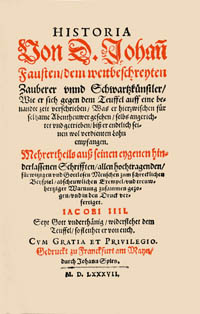 HISTORIA
Von D. Johañ
Fausten / dem weitbeschreyten
Zauberer vnnd Schwartzkünstler /
Wie er sich gegen dem Teuffel auff eine be-
nandte zeit verschrieben / Was er hierzwischen für
seltzame Abenthewr gesehen / selbs angerich-
tet vnd getrieben / biß er endtlich sei-
nen wol verdienten Lohn
empfangen.
Mehrertheils auß seinen eygenen hin-
derlassenen Schrifften / allen hochtragenden /
fürwitzigen vnd Gottlosen Menschen zum schrecklichen
Beyspiel / abscheuwlichem Exempel / vnd treuw-
hertziger Warnung zusammen gezo-
gen / vnd in den Druck ver-
fertiget.
IACOBI IIII.
Seyt Gott vnderthänig / widerstehet dem
Teuffel / so fleuhet er von euch.
CVM GRATIA ET PRIVILEGIO.
Gedruckt zu Franckfurt am Mayn /
durch Johann Spies.
M. D. LXXXVII.